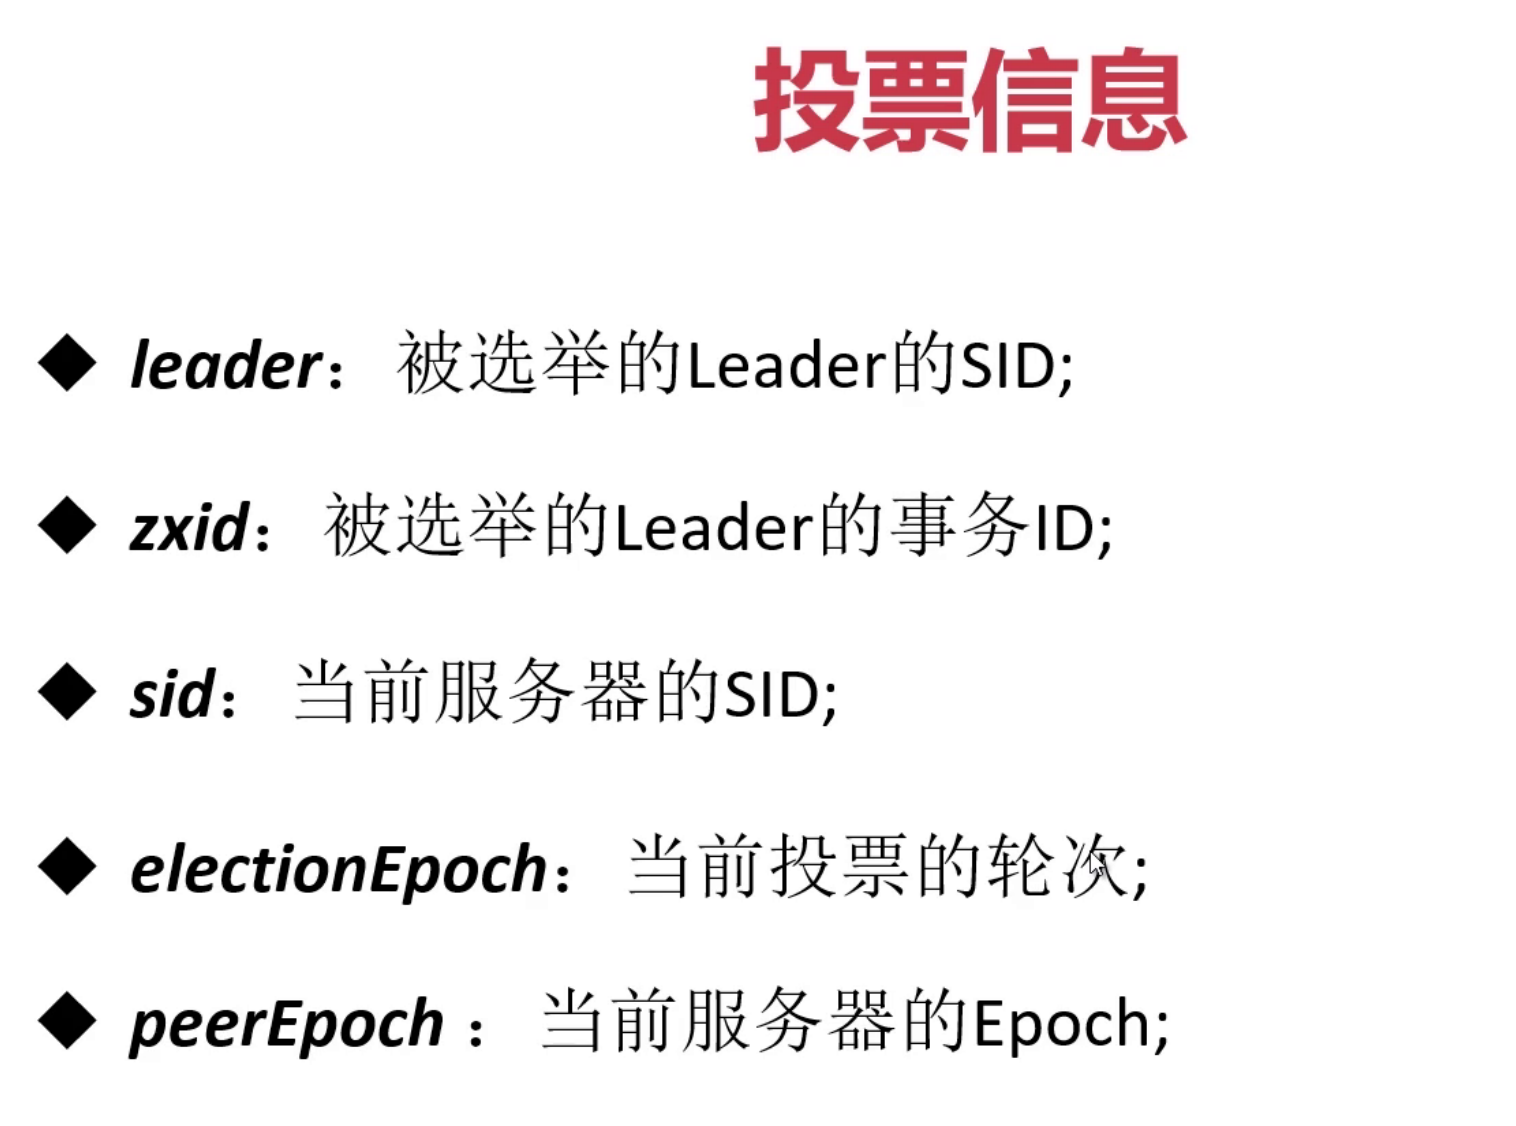 投票信息
◆ leader：被选举的Leader的SID;
◆ zxid：被选举的Leader的事务ID;
◆ sid：当前服务器的SID;
◆ electionEpoch：当前投票的轮次;
◆ peerEpoch ：当前服务器的Epoch;